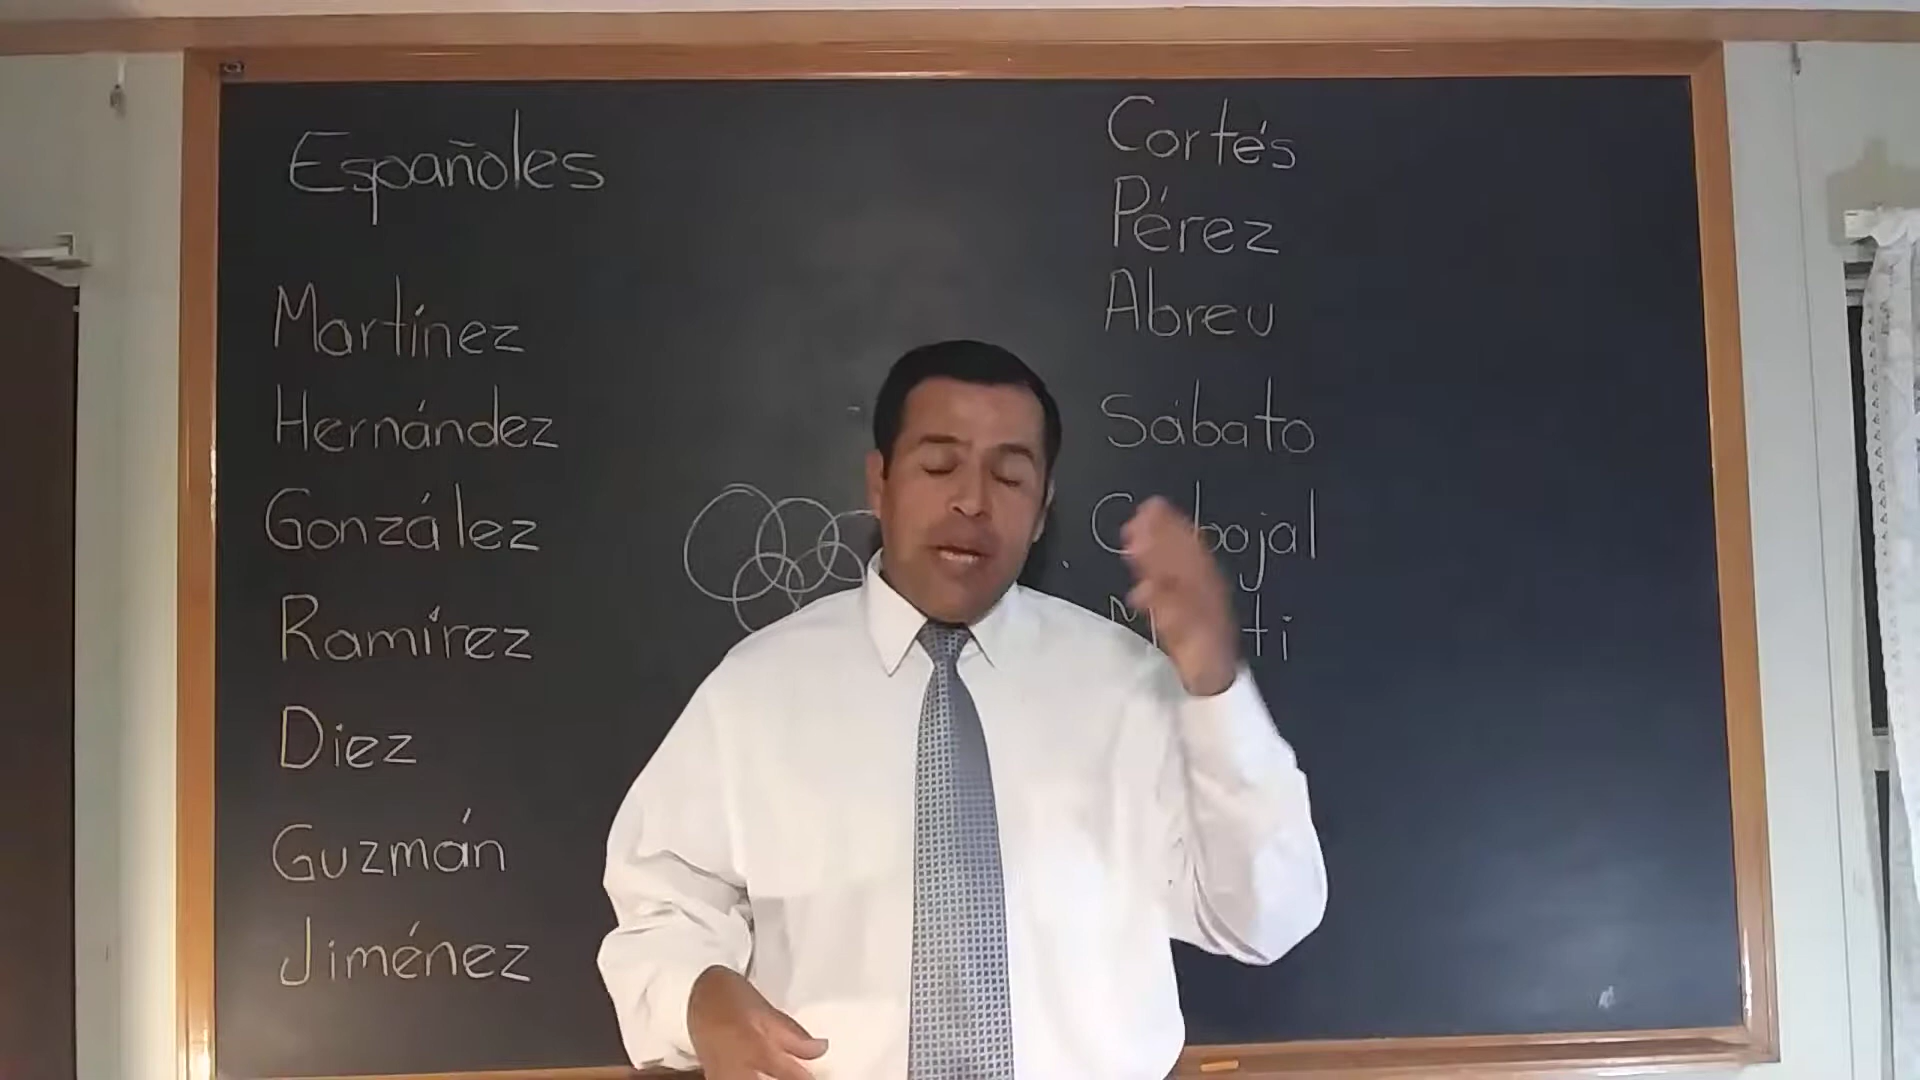 Españoles
Martínez
Hernández
González
Ramírez
Diez
Guzmán
Jiménez
Cortés
Pérez
Abreu
Sábato